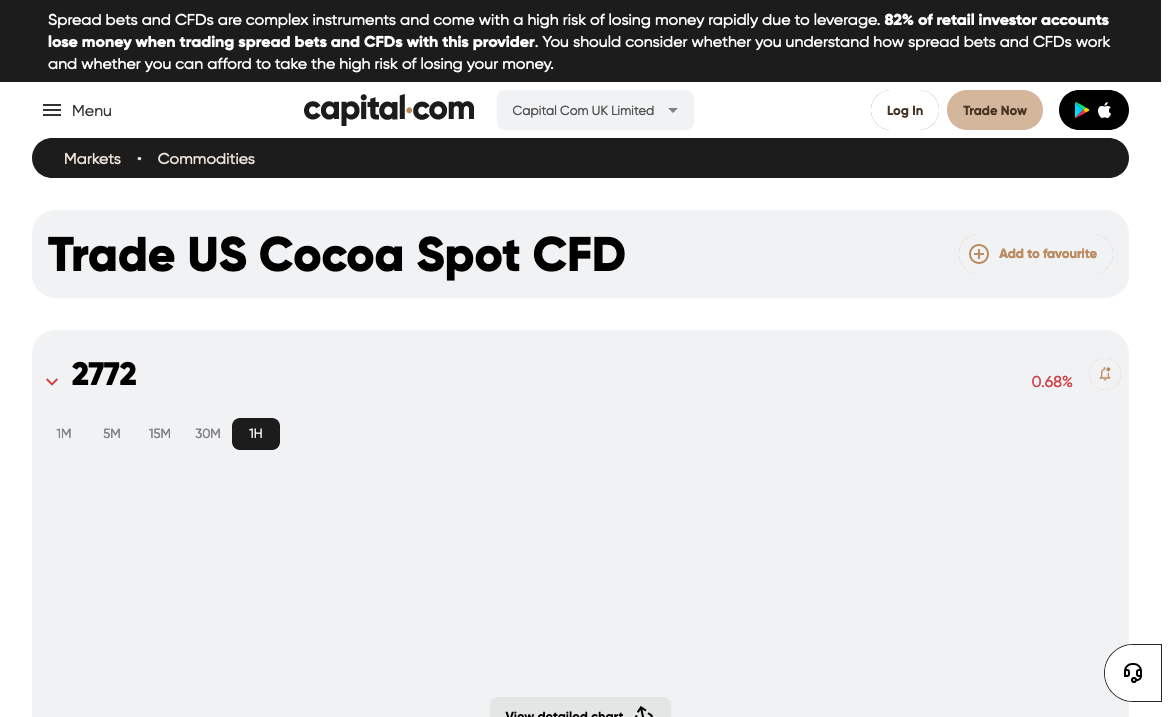 Spread bets and CFDs are complex instruments and come with a high risk of losing money rapidly due to leverage. 82% of retail investor accounts
lose money when trading spread bets and CFDs with this provider. You should consider whether you understand how spread bets and CFDs work
and whether you can afford to take the high risk of losing your money.
Menu
capital.com
Capital Com UK Limited
Log In
Trade Now
Markets • Commodities
Trade US Cocoa Spot CFD
Add to favourite
2772
0.68%
1M 5M 15M 30M 1H
View detailed chart